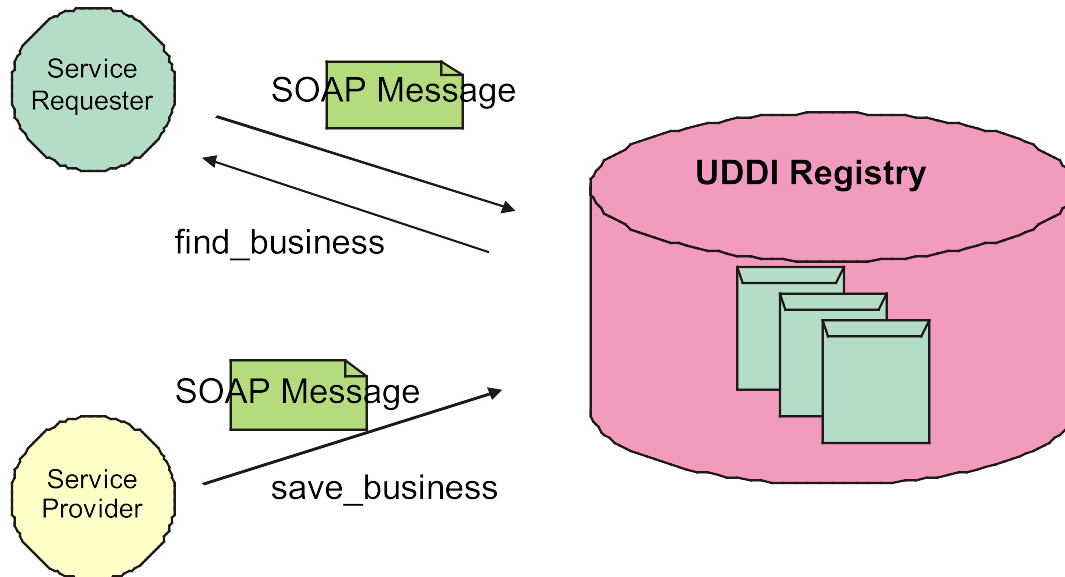 Service
Requester
SOAP Message
UDDI Registry
find_business
SOAP Message
Service
Provider
save_business